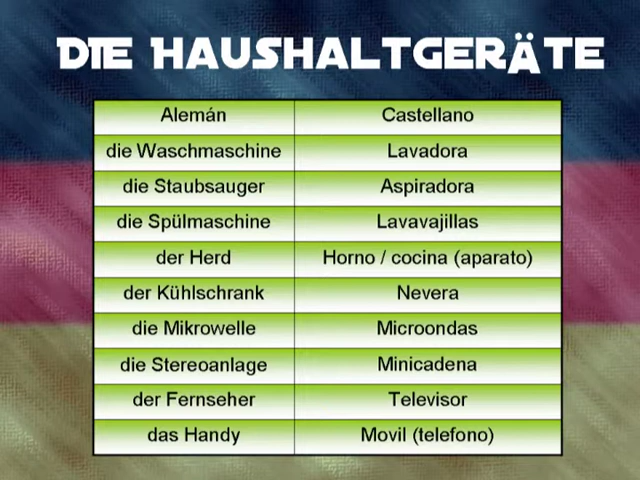 DIE HAUSHALTGERÄTE
Alemán Castellano
die Waschmaschine Lavadora
die Staubsauger Aspiradora
die Spülmaschine Lavavajillas
der Herd Horno / cocina (aparato)
der Kühlschrank Nevera
die Mikrowelle Microondas
die Stereoanlage Minicadena
der Fernseher Televisor
das Handy Movil (telefono)